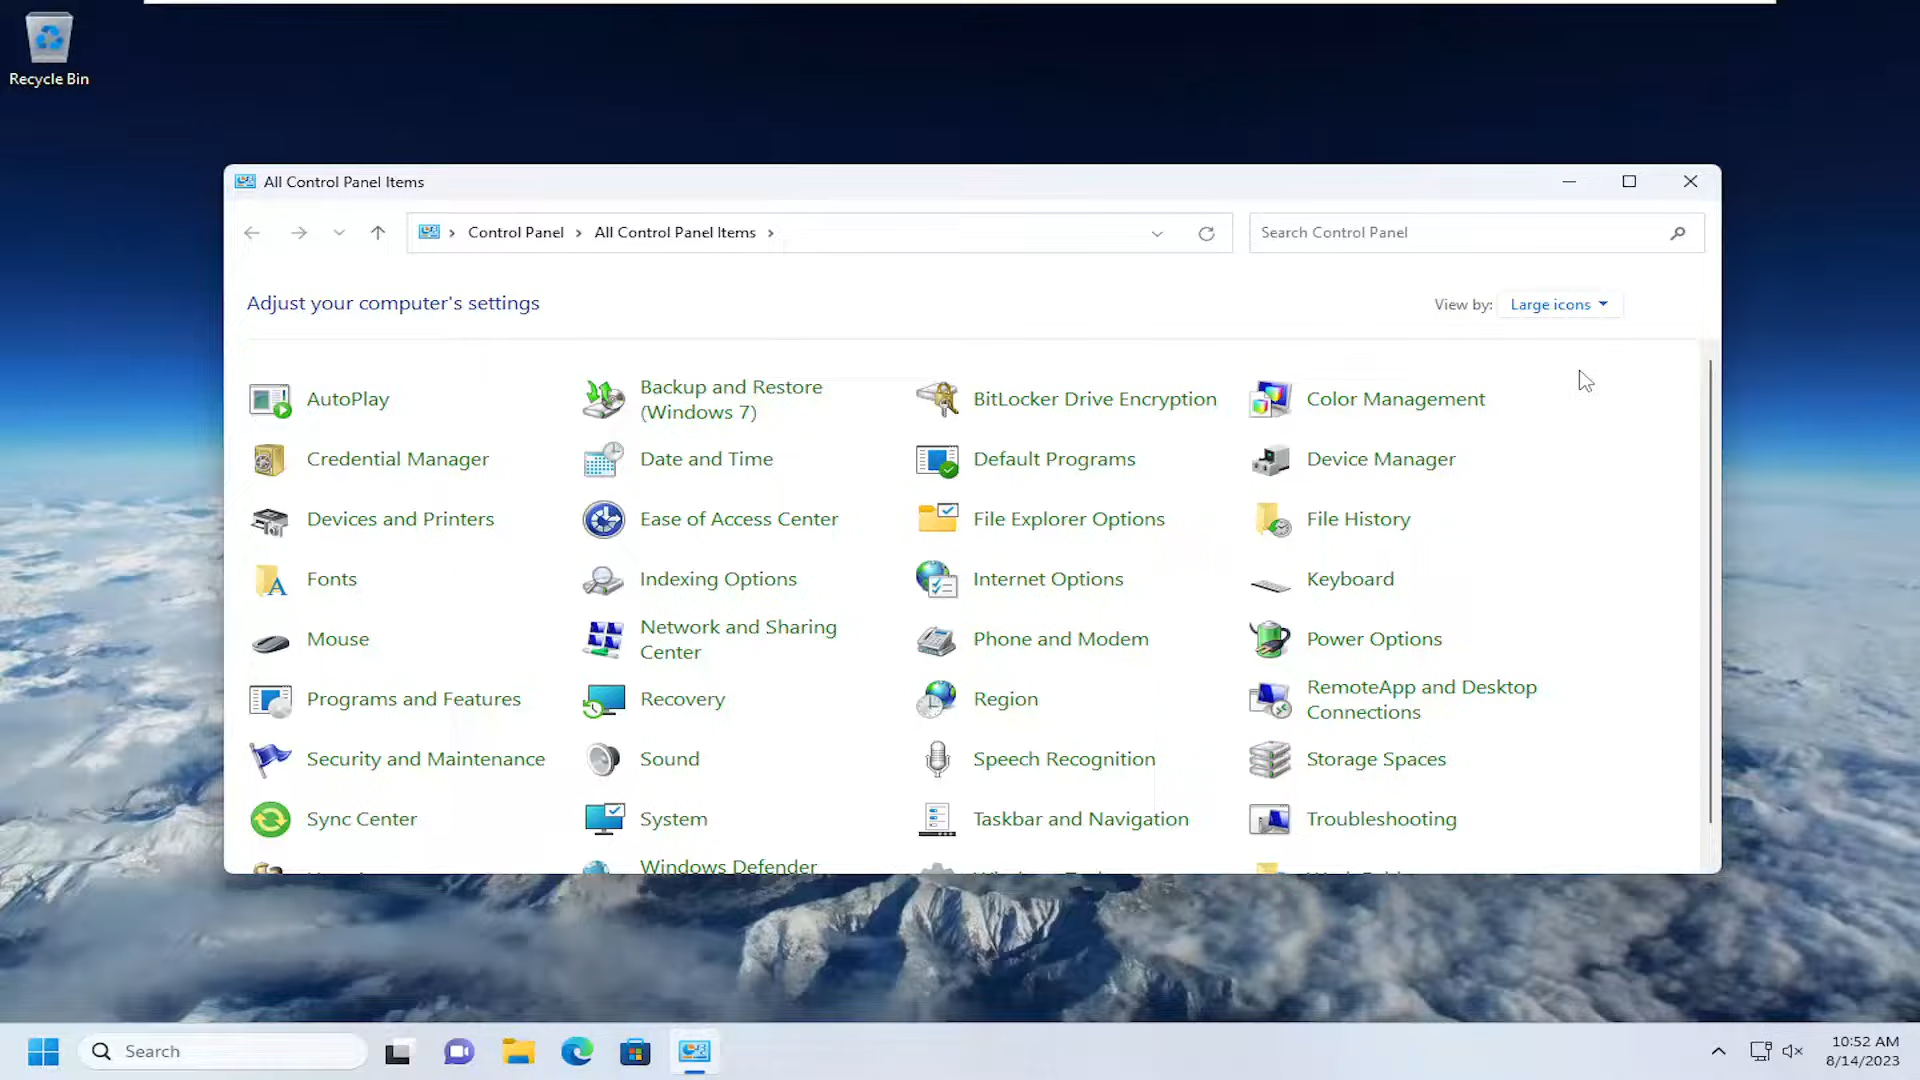 Recycle Bin
All Control Panel Items
Control Panel
All Control Panel Items
Search Control Panel
Adjust your computer's settings
View by:
Large icons
AutoPlay
Backup and Restore
(Windows 7)
BitLocker Drive Encryption
Color Management
Credential Manager
Date and Time
Default Programs
Device Manager
Devices and Printers
Ease of Access Center
File Explorer Options
File History
Fonts
Indexing Options
Internet Options
Keyboard
Mouse
Network and Sharing
Center
Phone and Modem
Power Options
Programs and Features
Recovery
Region
RemoteApp and Desktop
Connections
Security and Maintenance
Sound
Speech Recognition
Storage Spaces
Sync Center
System
Taskbar and Navigation
Troubleshooting
Windows Defender
Search
10:52 AM
8/14/2023